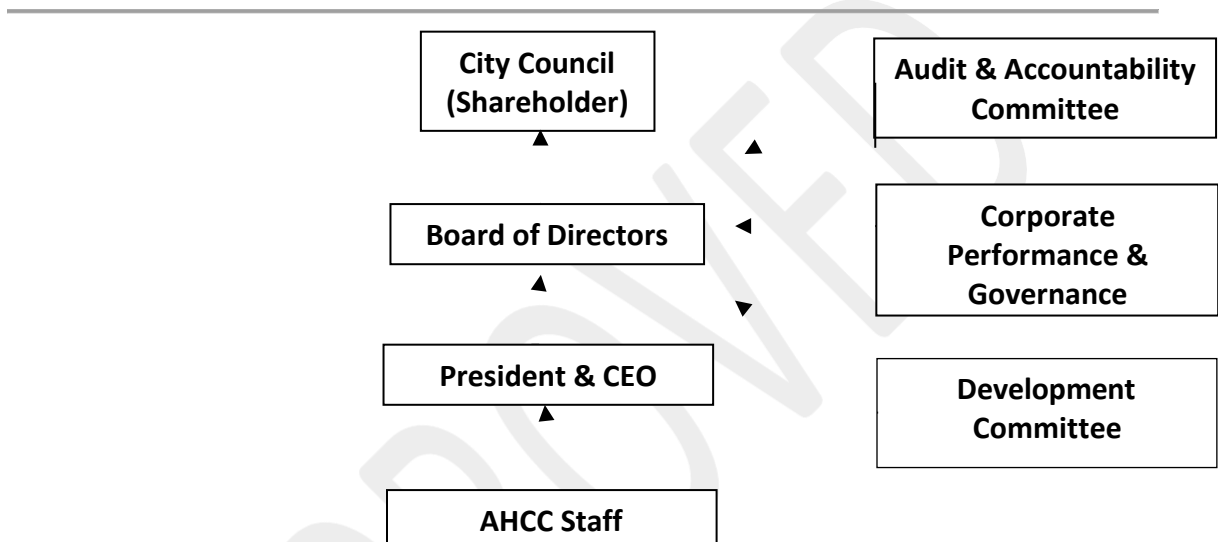 City Council
(Shareholder)
Audit & Accountability
Committee
Board of Directors
Corporate
Performance &
Governance
President & CEO
Development
Committee
AHCC Staff